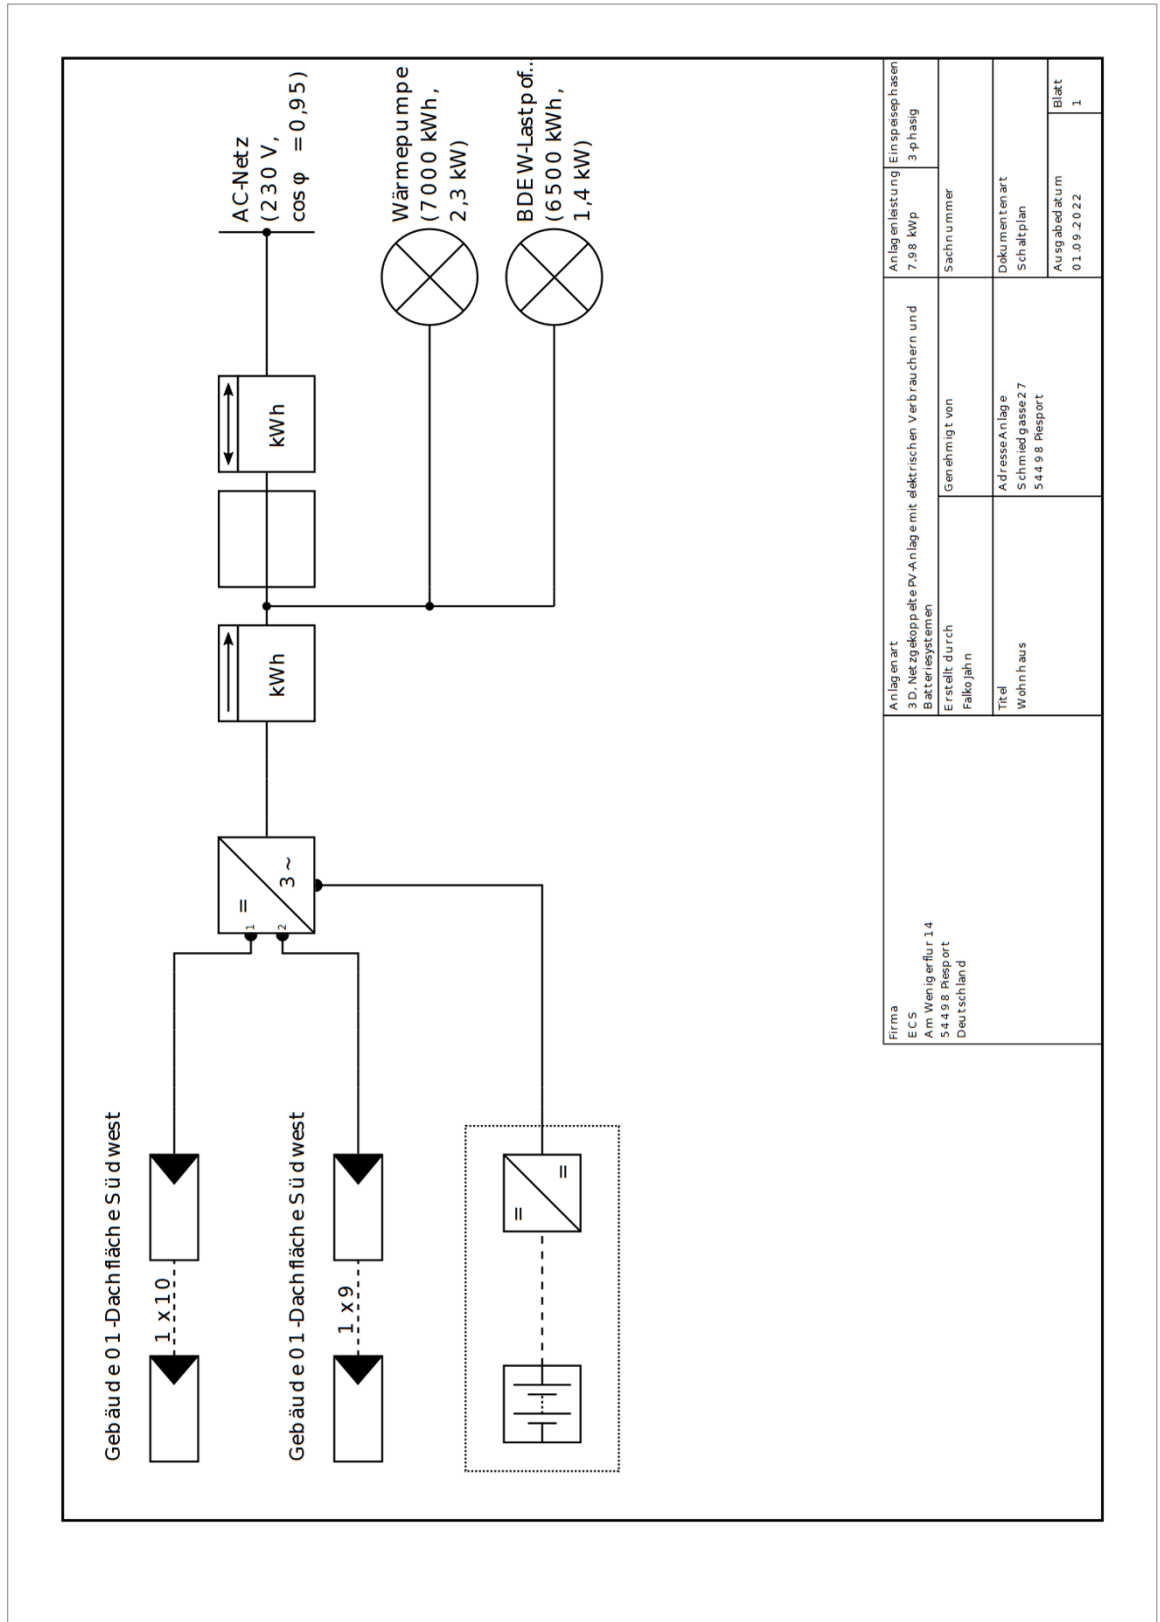 Gebäude 01-Dachfläche Südwest
1 x 10
Gebäude 01-Dachfläche Südwest
1 x 9
=
=
1
2
=
3 ~
kWh
kWh
AC-Netz
(230 V,
cos φ = 0,95)
Wärmepumpe
(7000 kWh,
2,3 kW)
BDEW-Lastpof...
(6500 kWh,
1,4 kW)
Firma
ECS
Am Wenigerflur 14
54498 Piesport
Deutschland
Anlagenart
3D, Netzgekoppelte PV-Anlage mit elektrischen Verbrauchern und
Batteriesystemen
Anlagenleistung
7,98 kWp
Einspeisephasen
3-phasig
Erstellt durch
Falko Jahn
Genehmigt von
Sachnummer
Titel
Wohnhaus
Adresse Anlage
Schmiedgasse 27
54498 Piesport
Dokumentenart
Schaltplan
Ausgabedatum
01.09.2022
Blatt
1